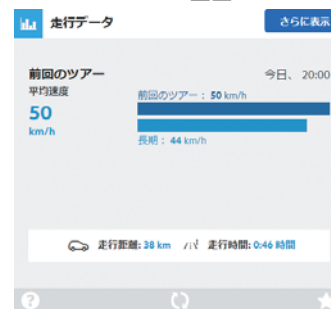 走行データ さらに表示
前回のツアー 今日、 20:00
平均速度
前回のツアー： 50 km/h
50
km/h
長期： 44 km/h
走行距離: 38 km 走行時間: 0:46 時間